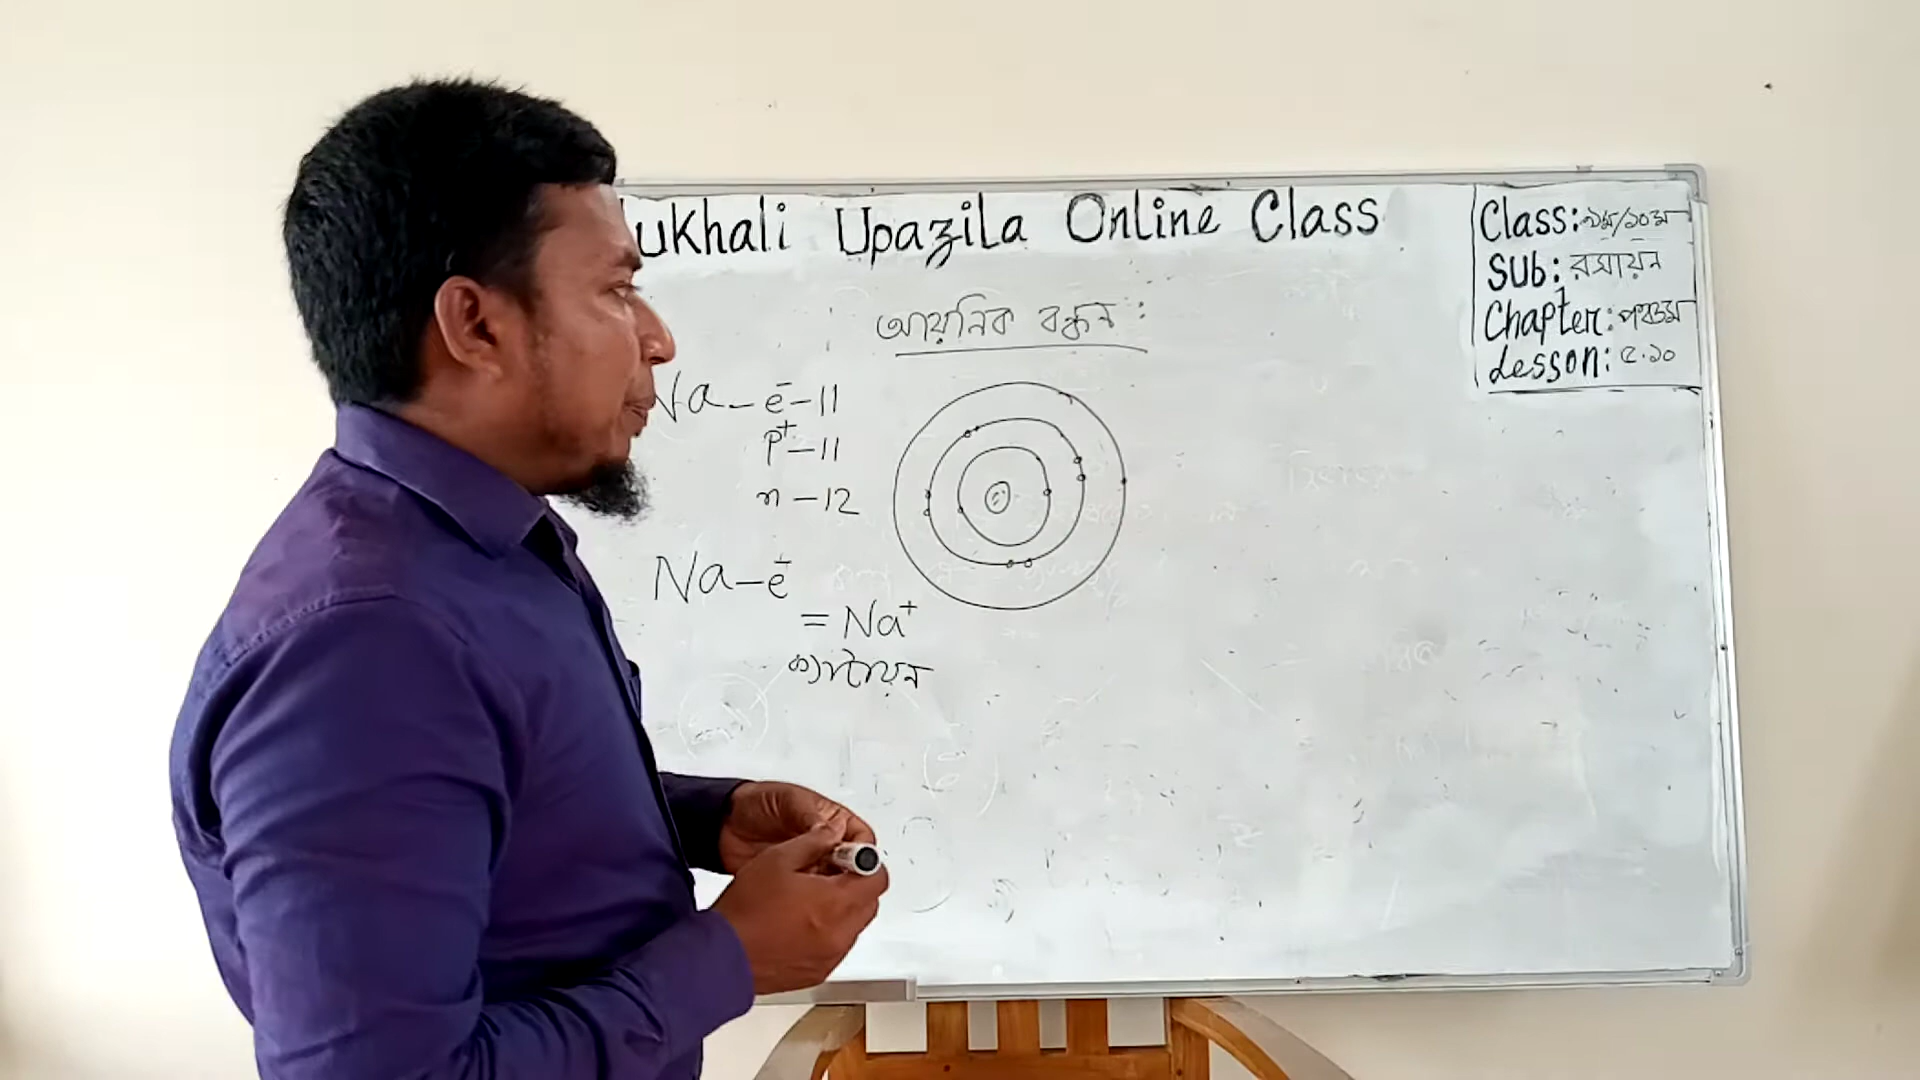 ukhali Upazila Online Class
Class: ৯ম/১০ম
Sub: রসায়ন
Chapter: পঞ্চম
Lesson: ৫.১০
আয়নিক বন্ধন:
Na – e⁻ – 11
p⁺ – 11
n – 12
Na – e⁻
= Na⁺
ক্যাটায়ন